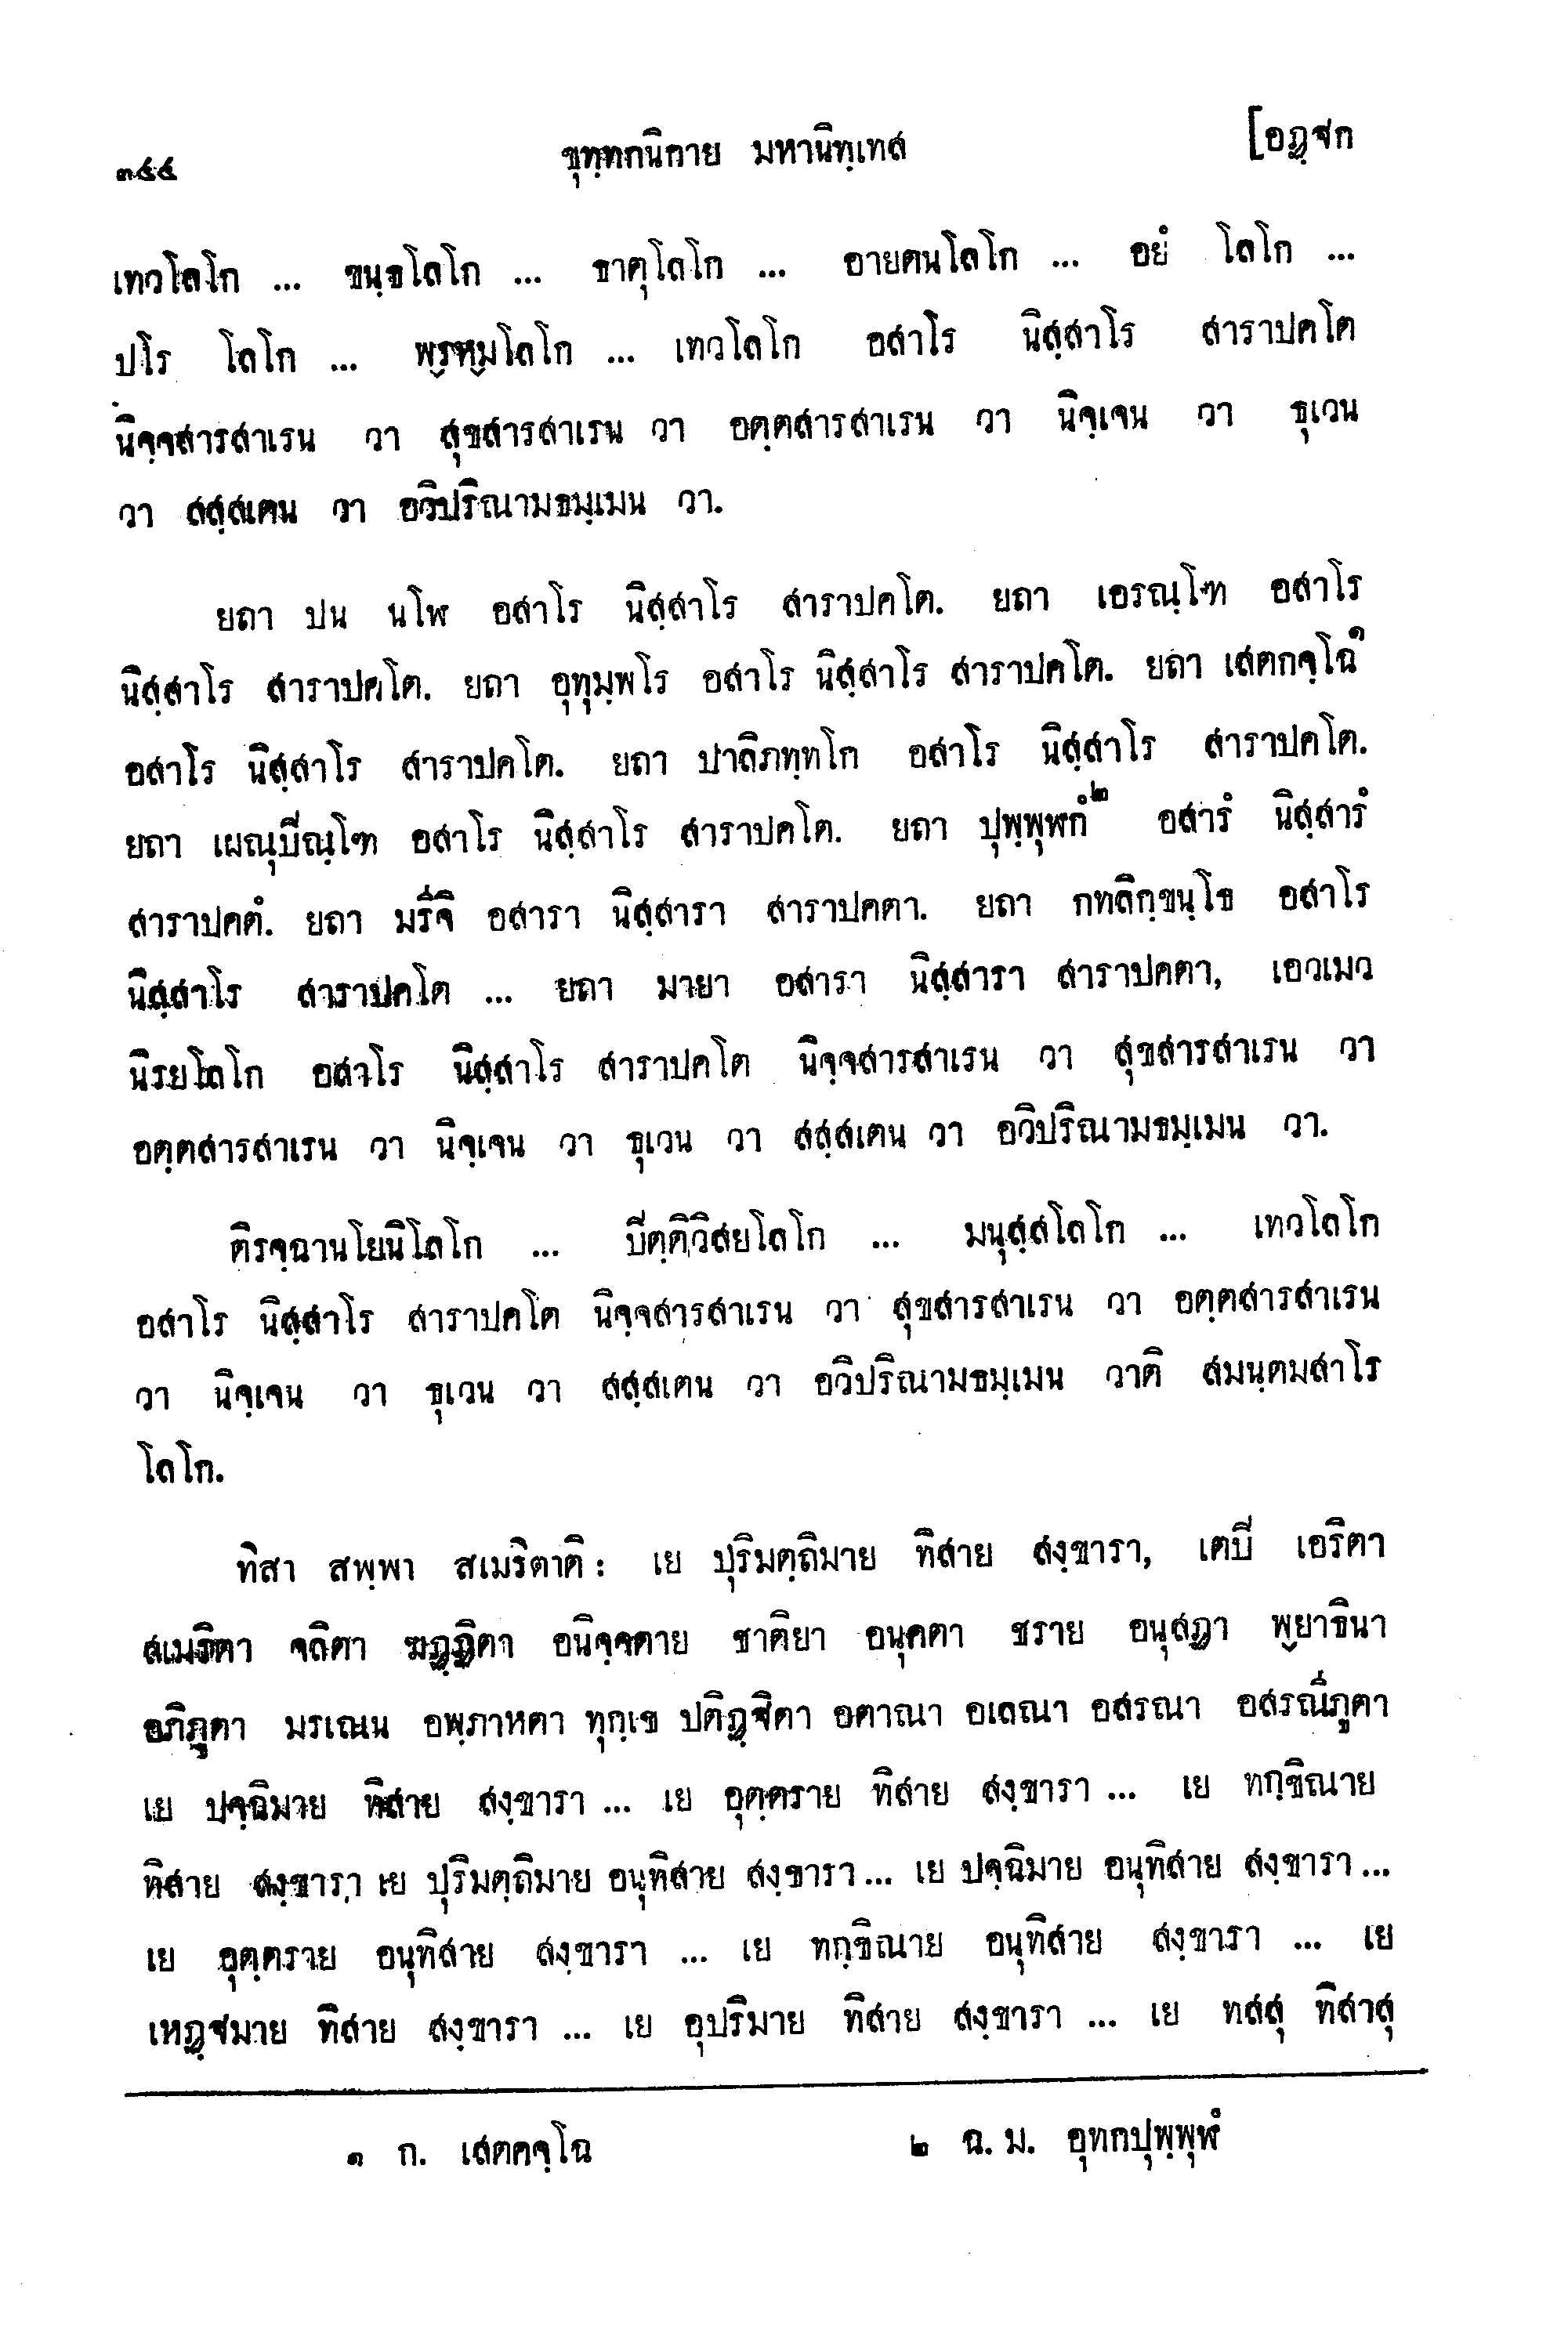 ๓๕๔ ขุทฺทกนิกาย มหานิทฺเทส [อฏฺฐก
เทวโลโก ... ขนฺธโลโก ... ธาตุโลโก ... อายตนโลโก ... อยํ โลโก ...
ปโร โลโก ... พฺรหฺมโลโก ... เทวโลโก อสาโร นิสฺสาโร สาราปคโต
นิจฺจสารสาเรน วา สุขสารสาเรน วา อตฺตสารสาเรน วา นิจฺเจน วา ธุเวน
วา สสฺสเตน วา อวิปริณามธมฺเมน วา.
ยถา ปน นโฬ อสาโร นิสฺสาโร สาราปคโต. ยถา เอรณฺโฑ อสาโร
นิสฺสาโร สาราปคโต. ยถา อุทุมฺพโร อสาโร นิสฺสาโร สาราปคโต. ยถา เสตกจฺโฉ๑
อสาโร นิสฺสาโร สาราปคโต. ยถา ปาลิภทฺทโก อสาโร นิสฺสาโร สาราปคโต.
ยถา เผณุปิณฺโฑ อสาโร นิสฺสาโร สาราปคโต. ยถา ปุพฺพุฬกํ๒ อสารํ นิสฺสารํ
สาราปคตํ. ยถา มรีจิ อสารา นิสฺสารา สาราปคตา. ยถา กทลิกฺขนฺโธ อสาโร
นิสฺสาโร สาราปคโต ... ยถา มายา อสารา นิสฺสารา สาราปคตา, เอวเมว
นิรยโลโก อสาโร นิสฺสาโร สาราปคโต นิจฺจสารสาเรน วา สุขสารสาเรน วา
อตฺตสารสาเรน วา นิจฺเจน วา ธุเวน วา สสฺสเตน วา อวิปริณามธมฺเมน วา.
ติรจฺฉานโยนิโลโก ... ปิตฺติวิสยโลโก ... มนุสฺสโลโก ... เทวโลโก
อสาโร นิสฺสาโร สาราปคโต นิจฺจสารสาเรน วา สุขสารสาเรน วา อตฺตสารสาเรน
วา นิจฺเจน วา ธุเวน วา สสฺสเตน วา อวิปริณามธมฺเมน วาติ สมนฺตมสาโร
โลโก.
ทิสา สพฺพา สเมริตาติ: เย ปุริมตฺถิมาย ทิสาย สงฺขารา, เตปิ เอริตา
สเมริตา จลิตา ฆฏฺฏิตา อนิจฺจตาย ชาติยา อนุคตา ชราย อนุสฏา พฺยาธินา
อภิภูตา มรเณน อพฺภาหตา ทุกฺเข ปติฏฺฐิตา อตาณา อเลณา อสรณา อสรณีภูตา
เย ปจฺฉิมาย ทิสาย สงฺขารา ... เย อุตฺตราย ทิสาย สงฺขารา ... เย ทกฺขิณาย
ทิสาย สงฺขารา, เย ปุริมตฺถิมาย อนุทิสาย สงฺขารา ... เย ปจฺฉิมาย อนุทิสาย สงฺขารา ...
เย อุตฺตราย อนุทิสาย สงฺขารา ... เย ทกฺขิณาย อนุทิสาย สงฺขารา ... เย
เหฏฺฐิมาย ทิสาย สงฺขารา ... เย อุปริมาย ทิสาย สงฺขารา ... เย ทสสุ ทิสาสุ
๑ ก. เสตคจฺโฉ ๒ ฉ. ม. อุทกปุพฺพุฬํ